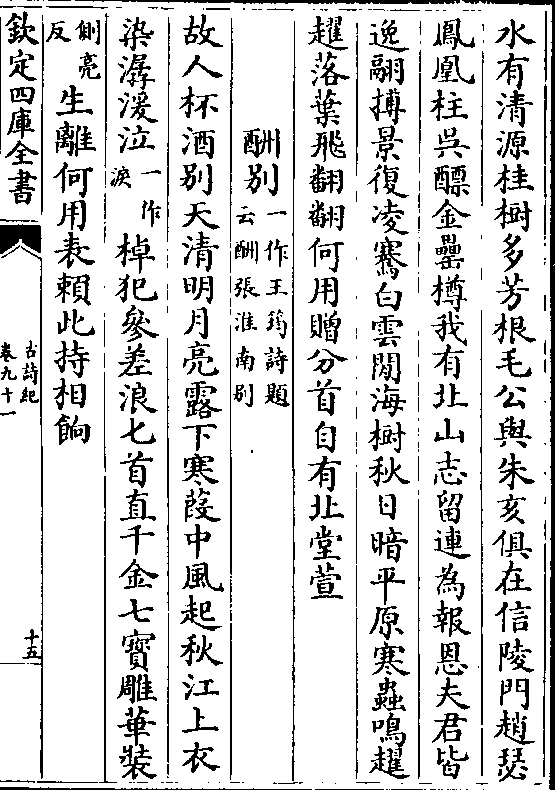 水有清源桂樹多芳根毛公與朱亥俱在信陵門趙瑟
鳳凰柱吳醥金罍樽我有北山志留連為報恩夫君皆
逸翮摶景復凌騫白雲閒海樹秋日暗平原寒蟲鳴趯
趯落葉飛翻翻何用贈分首自有北堂萱
酬別一作王筠詩題云酬張淮南別
故人杯酒別天清明月亮露下寒葭中風起秋江上衣
染潺湲泣一作淚棹犯參差浪匕首直千金七寳雕華裝
側亮反生離何用表賴此持相餉
欽定四庫全書
古詩紀
卷九十一
十五